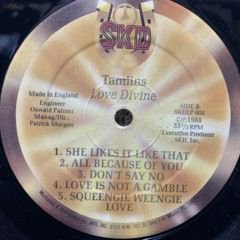 SKD
Tamlins
Love Divine
Made In England
Engineer
Oswald Palmer
Manag/Dir.
Patrick Morgan
SIDE B
SKDLP 008
℗1988
33⅓ RPM
Executive Producer
SKD, Inc.
1. SHE LIKES IT LIKE THAT
2. ALL BECAUSE OF YOU
3. DON'T SAY NO
4. LOVE IS NOT A GAMBLE
5. SQUEENGIE WEENGIE
LOVE